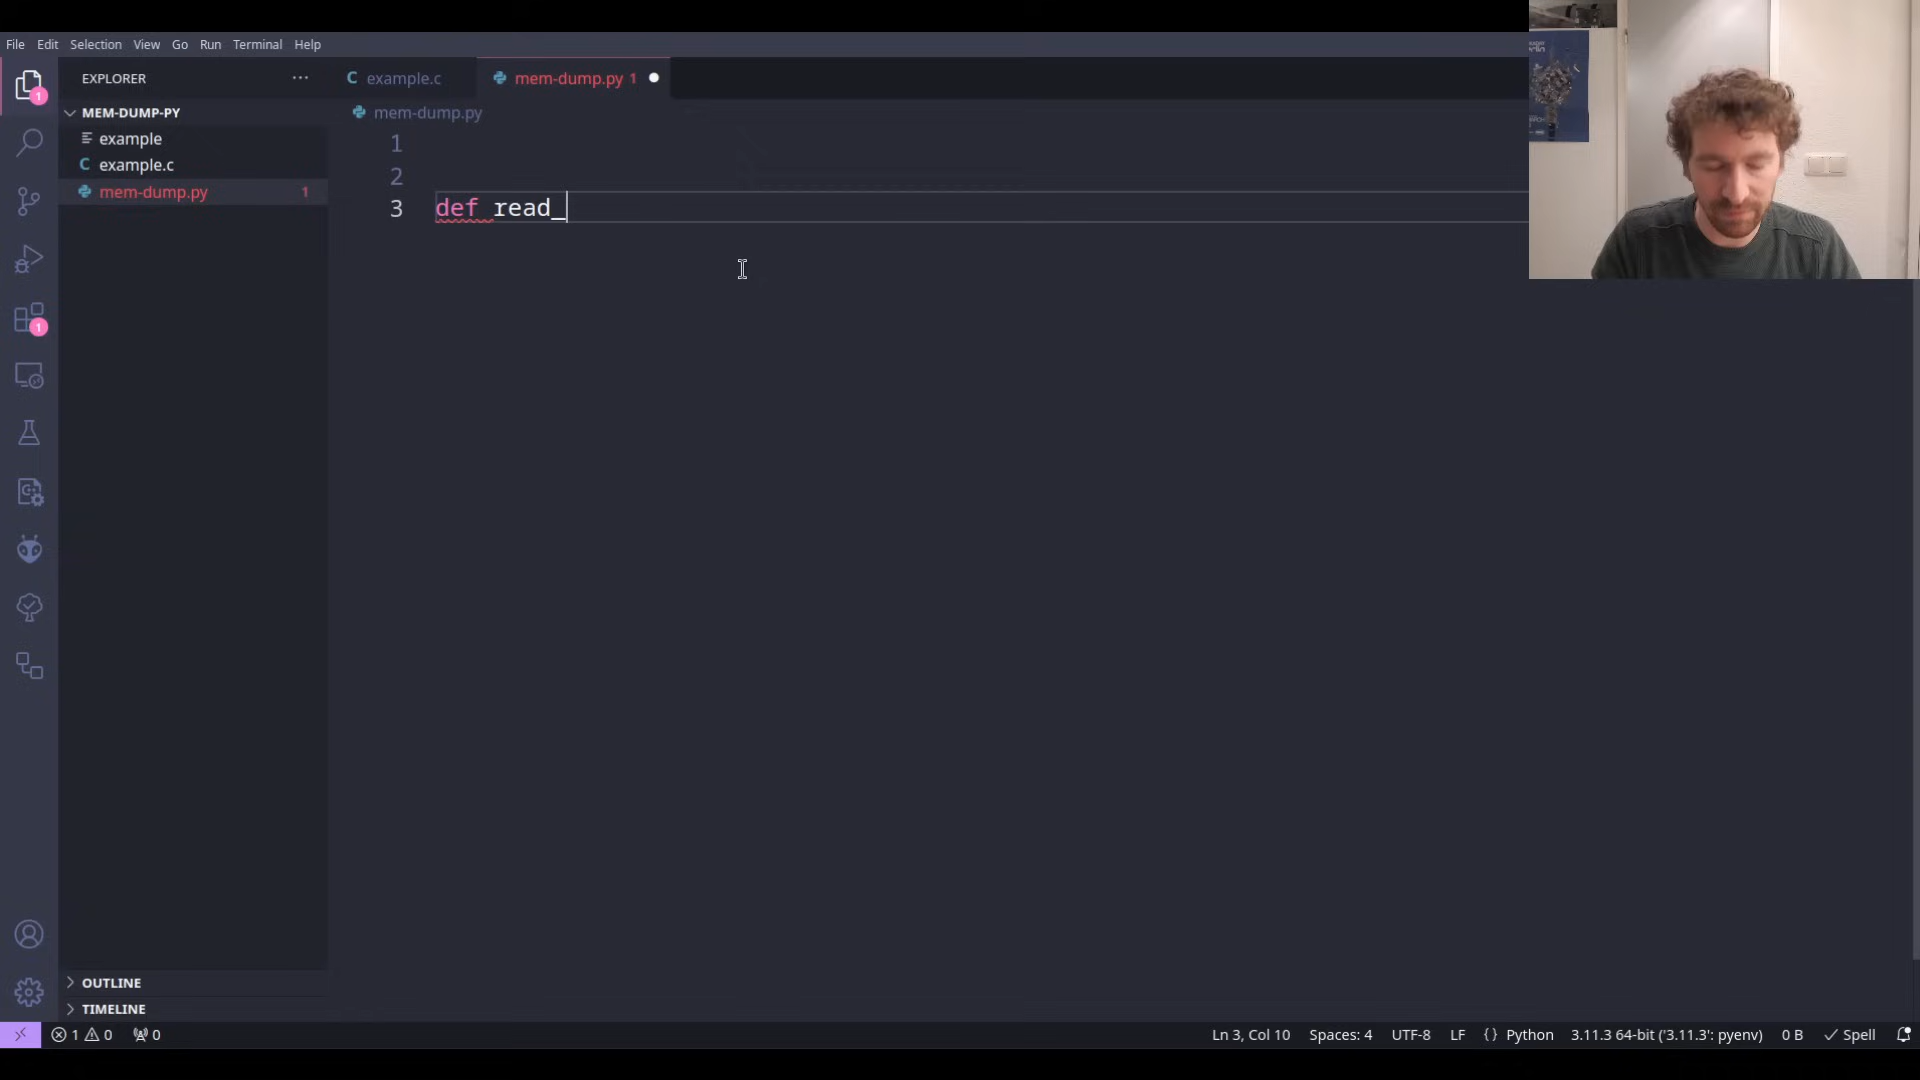 File Edit Selection View Go Run Terminal Help
EXPLORER ···
example.c
mem-dump.py 1
MEM-DUMP-PY
mem-dump.py
example
example.c
mem-dump.py 1
1
2
3 def read_
1
1
OUTLINE
TIMELINE
1 0 0
Ln 3, Col 10 Spaces: 4 UTF-8 LF {} Python 3.11.3 64-bit ('3.11.3': pyenv) 0 B Spell